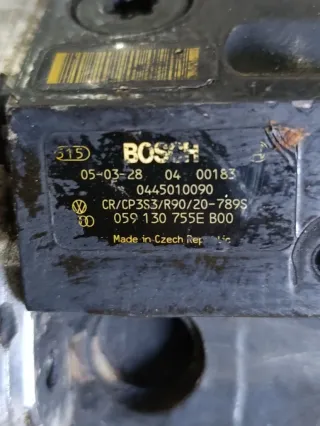 515 BOSCH
05-03-28 04 00183
0445010090
CR/CP3S3/R90/20-789S
059 130 755E B00
Made in Czech Republic